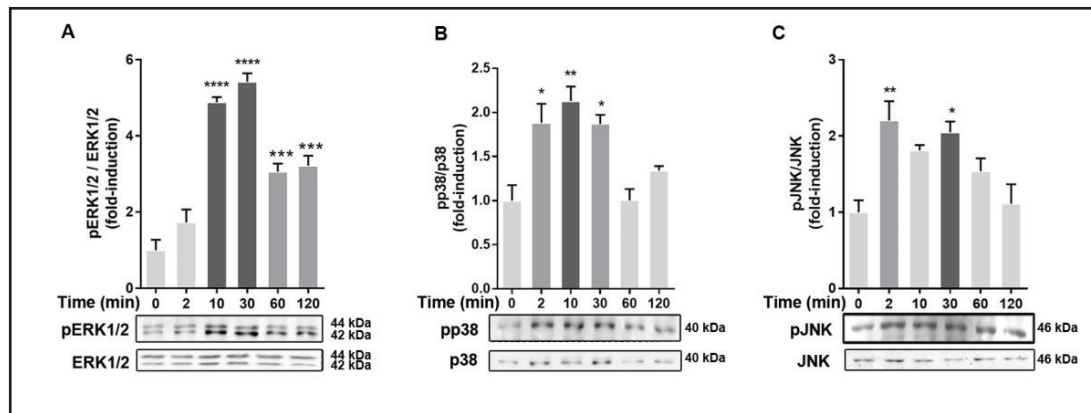 A
pERK1/2 / ERK1/2
(fold-induction)
6
4
2
0
****
****
***
***
Time (min) 0 2 10 30 60 120
pERK1/2
44 kDa
42 kDa
ERK1/2
44 kDa
42 kDa
B
pp38/p38
(fold-induction)
2.5
2.0
1.5
1.0
0.5
0.0
*
**
*
Time (min) 0 2 10 30 60 120
pp38
40 kDa
p38
40 kDa
C
pJNK/JNK
(fold-induction)
3
2
1
0
**
*
Time (min) 0 2 10 30 60 120
pJNK
46 kDa
JNK
46 kDa